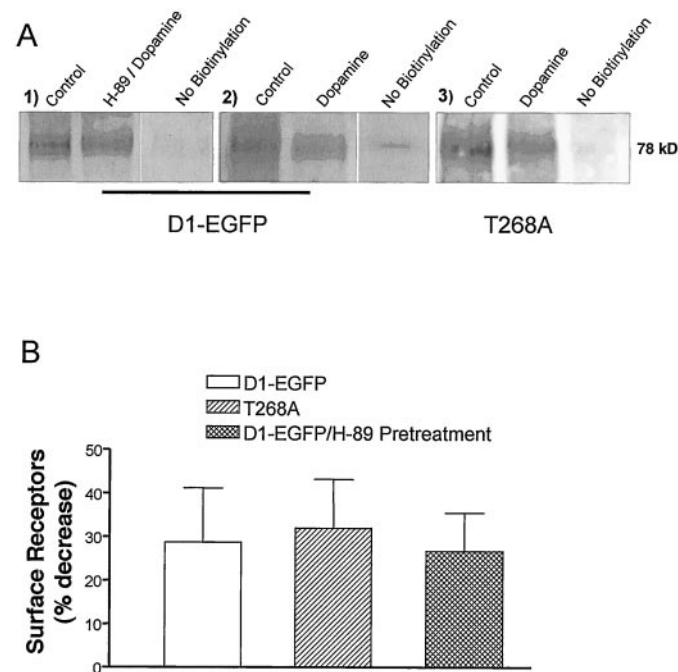 A
1) Control H-89 / Dopamine No Biotinylation 2) Control Dopamine No Biotinylation 3) Control Dopamine No Biotinylation
78 kD
D1-EGFP T268A
B
D1-EGFP
T268A
D1-EGFP/H-89 Pretreatment
Surface Receptors
(% decrease)
50
40
30
20
10
0